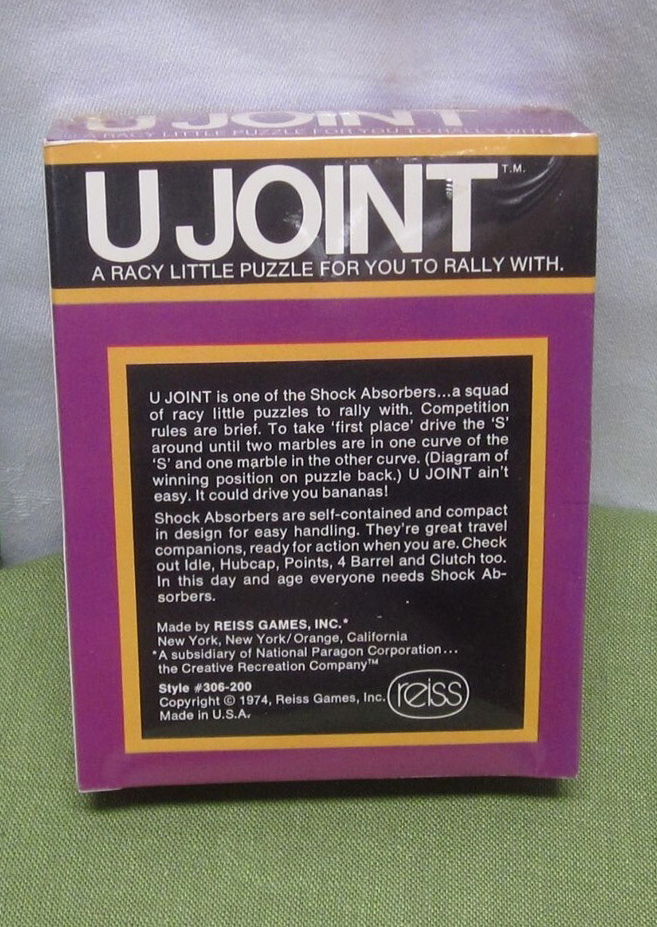 U JOINT
A RACY LITTLE PUZZLE FOR YOU TO RALLY WITH.
U JOINT T.M.
A RACY LITTLE PUZZLE FOR YOU TO RALLY WITH.
U JOINT is one of the Shock Absorbers...a squad
of racy little puzzles to rally with. Competition
rules are brief. To take ‘first place’ drive the ‘S’
around until two marbles are in one curve of the
‘S’ and one marble in the other curve. (Diagram of
winning position on puzzle back.) U JOINT ain’t
easy. It could drive you bananas!
Shock Absorbers are self-contained and compact
in design for easy handling. They’re great travel
companions, ready for action when you are. Check
out Idle, Hubcap, Points, 4 Barrel and Clutch too.
In this day and age everyone needs Shock Ab-
sorbers.
Made by REISS GAMES, INC.*
New York, New York/Orange, California
*A subsidiary of National Paragon Corporation...
the Creative Recreation Company™
Style #306-200
Copyright © 1974, Reiss Games, Inc.
Made in U.S.A.
reiss